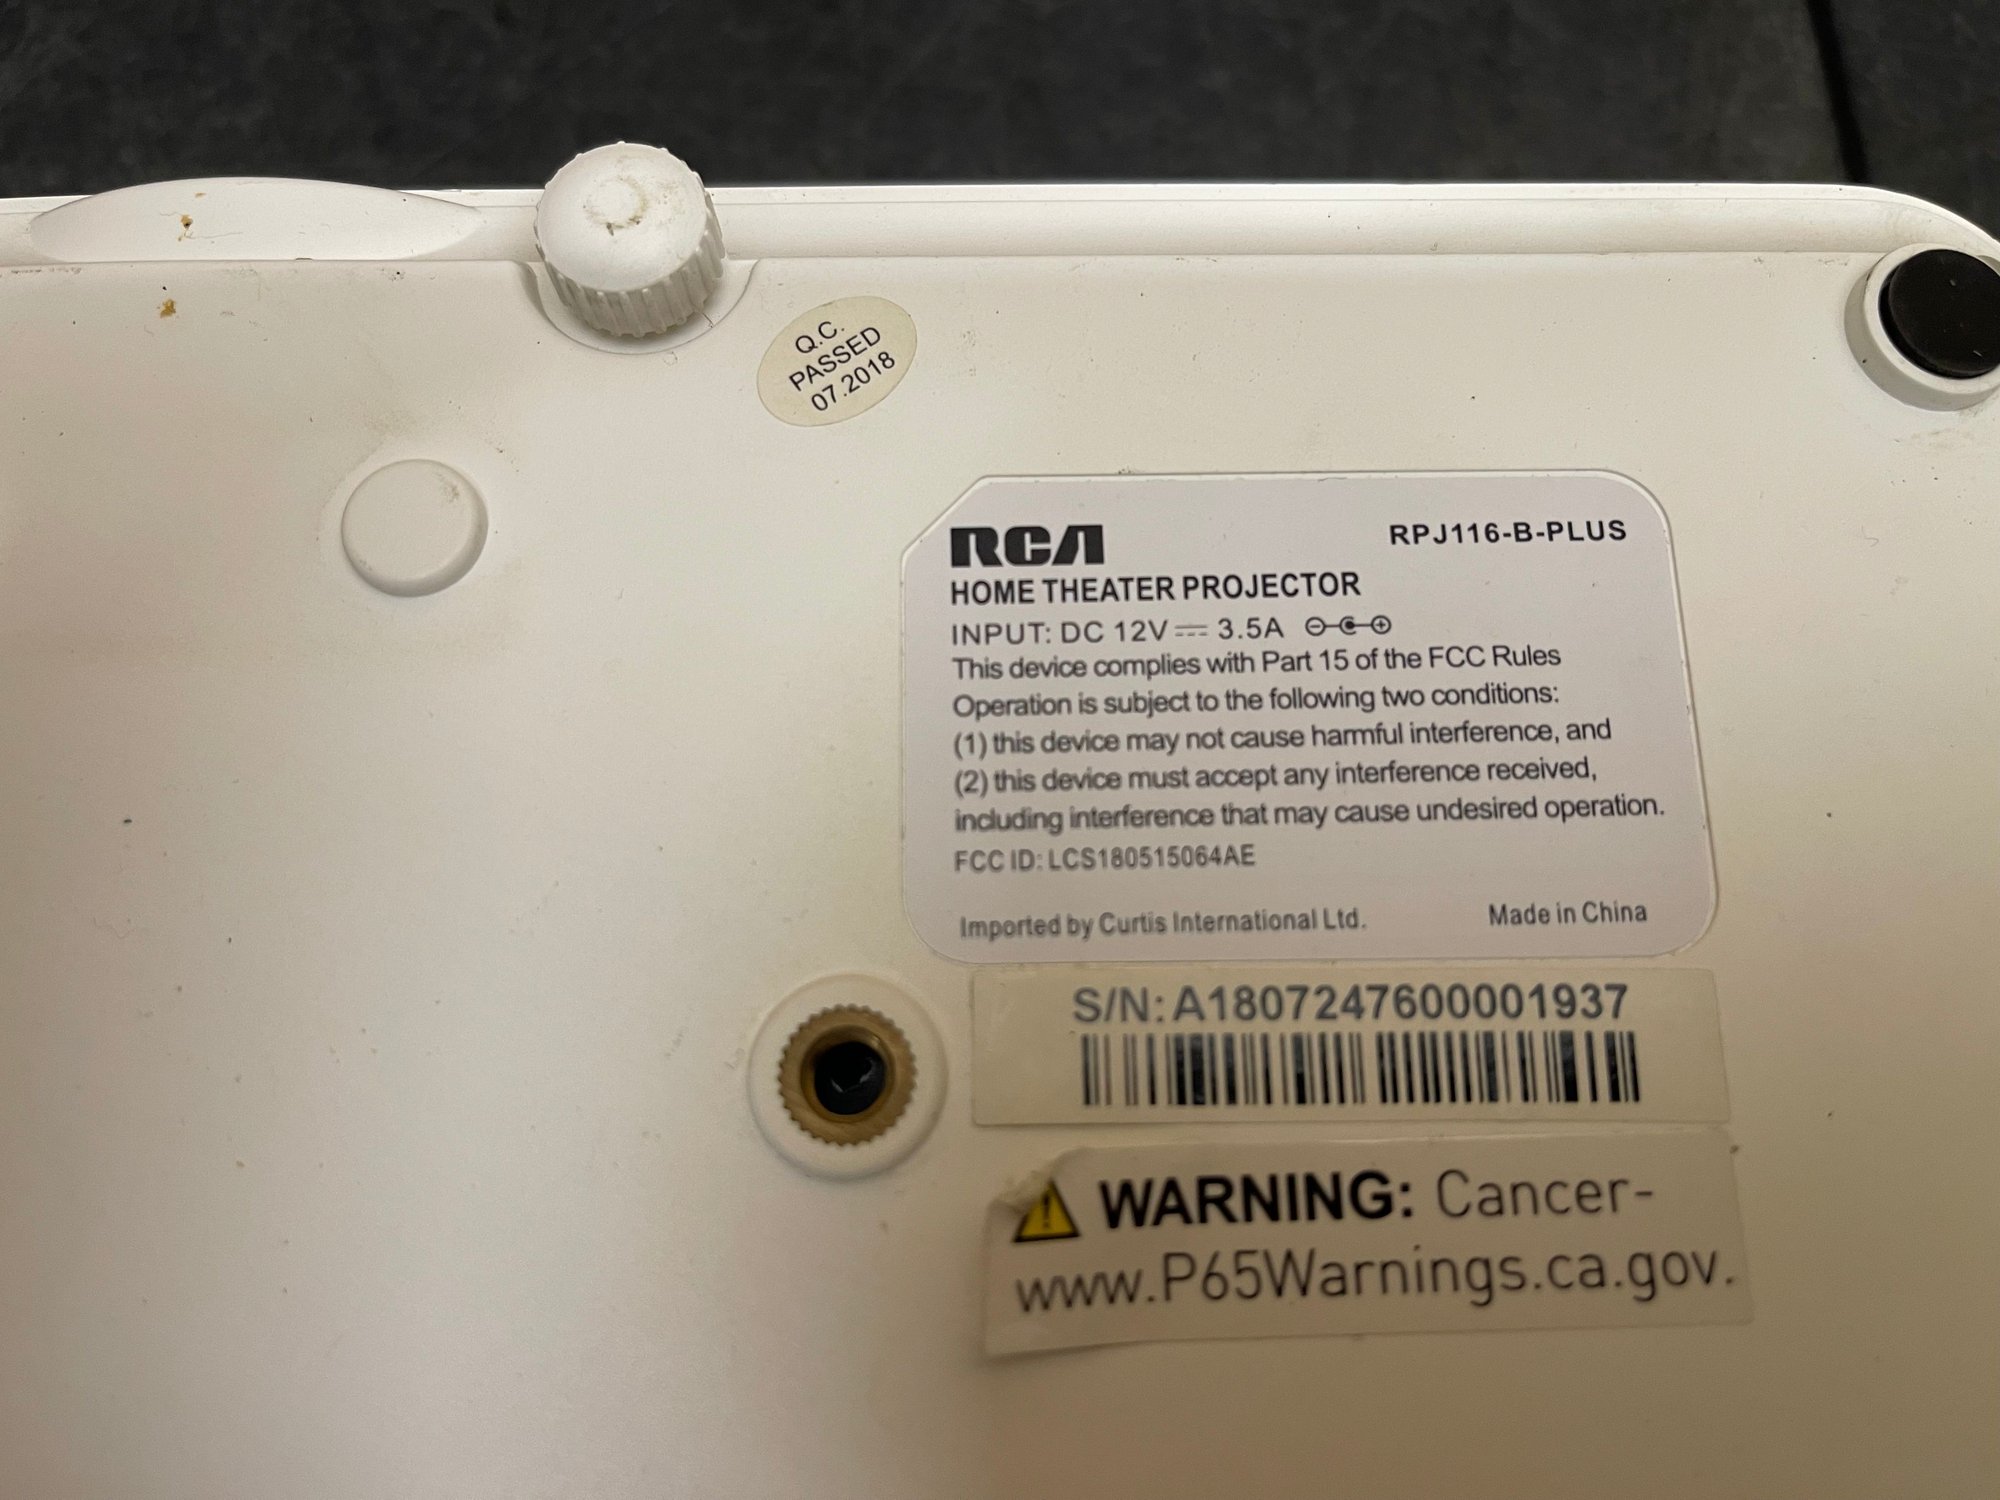 Q.C.
PASSED
07.2018
RCA
RPJ116-B-PLUS
HOME THEATER PROJECTOR
INPUT: DC 12V 3.5A
This device complies with Part 15 of the FCC Rules
Operation is subject to the following two conditions:
(1) this device may not cause harmful interference, and
(2) this device must accept any interference received,
including interference that may cause undesired operation.
FCC ID: LCS180515064AE
Imported by Curtis International Ltd.
Made in China
S/N: A1807247600001937
WARNING: Cancer-
www.P65Warnings.ca.gov.